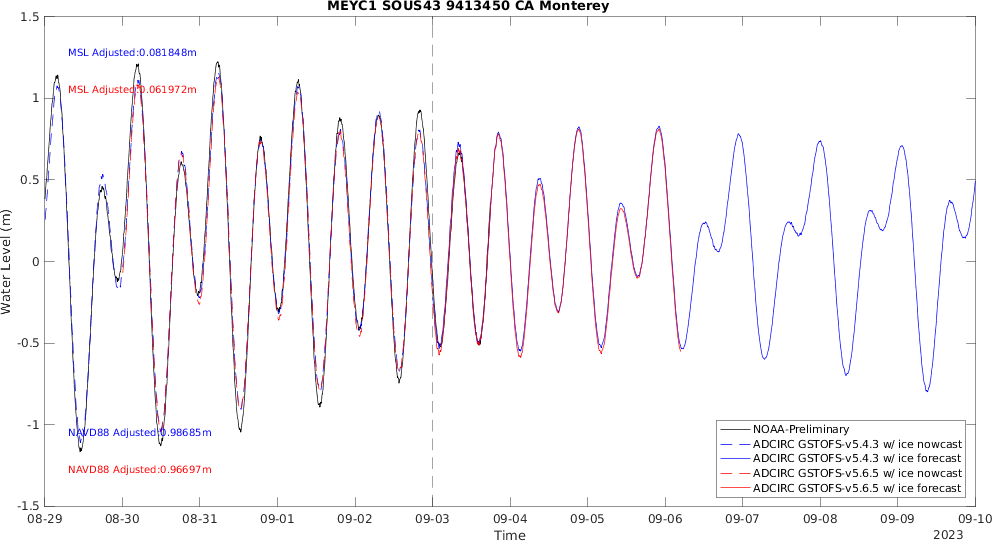 MEYC1 SOUS43 9413450 CA Monterey
1.5
1
0.5
0
-0.5
-1
-1.5
Water Level (m)
MSL Adjusted:0.081848m
MSL Adjusted:0.061972m
NAVD88 Adjusted:0.98685m
NAVD88 Adjusted:0.96697m
NOAA-Preliminary
ADCIRC GSTOFS-v5.4.3 w/ ice nowcast
ADCIRC GSTOFS-v5.4.3 w/ ice forecast
ADCIRC GSTOFS-v5.6.5 w/ ice nowcast
ADCIRC GSTOFS-v5.6.5 w/ ice forecast
08-29 08-30 08-31 09-01 09-02 09-03 09-04 09-05 09-06 09-07 09-08 09-09 09-10
Time
2023